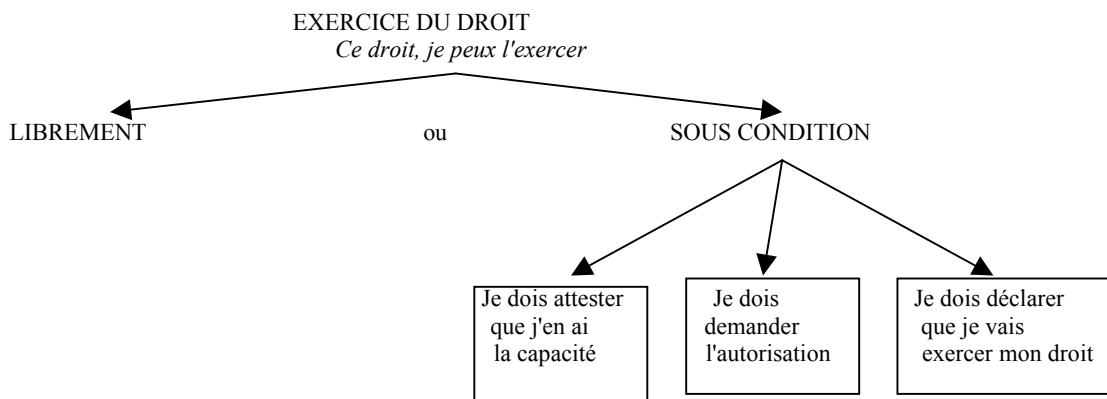 EXERCICE DU DROIT
Ce droit, je peux l'exercer
LIBREMENT ou SOUS CONDITION
Je dois attester
que j'en ai
la capacité
Je dois
demander
l'autorisation
Je dois déclarer
que je vais
exercer mon droit